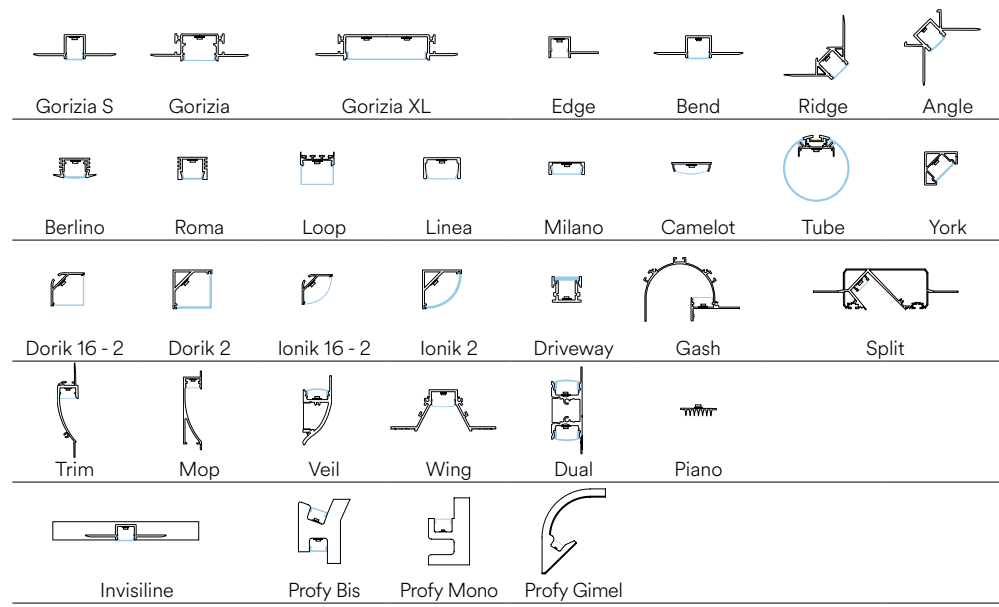 Gorizia S Gorizia Gorizia XL Edge Bend Ridge Angle
Berlino Roma Loop Linea Milano Camelot Tube York
Dorik 16 - 2 Dorik 2 Ionik 16 - 2 Ionik 2 Driveway Gash Split
Trim Mop Veil Wing Dual Piano
Invisiline Profy Bis Profy Mono Profy Gimel